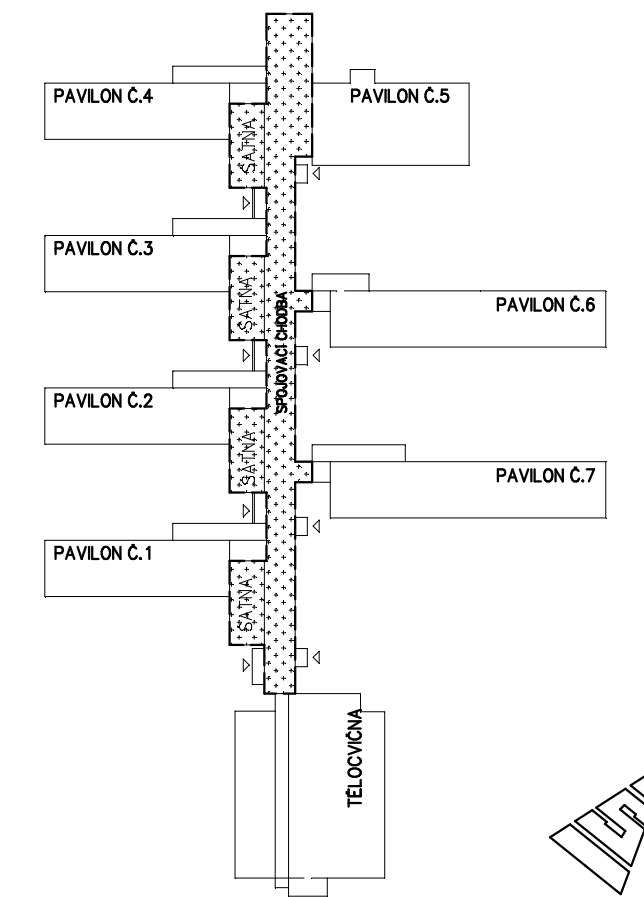 PAVILON Č.4
PAVILON Č.5
ŠATNA
PAVILON Č.3
ŠATNA
PAVILON Č.6
SPOJOVACÍ CHODBA
PAVILON Č.2
ŠATNA
PAVILON Č.7
PAVILON Č.1
ŠATNA
TĚLOCVIČNA